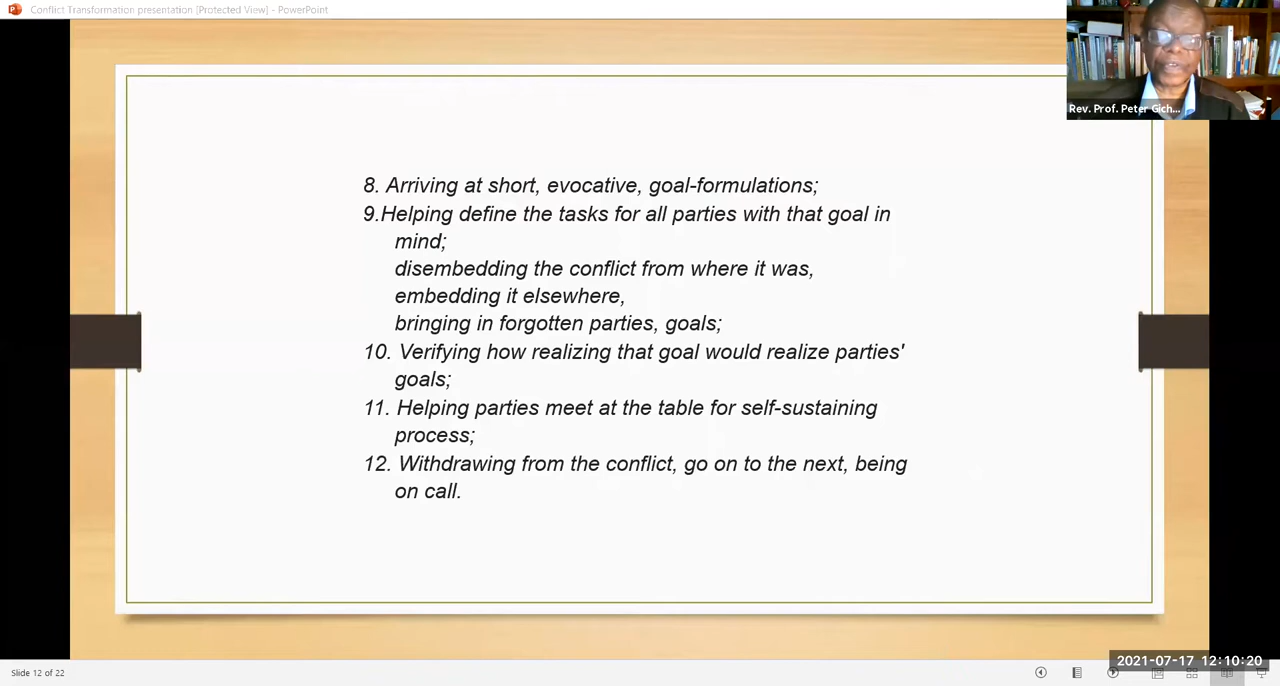 Conflict Transformation presentation [Protected View] - PowerPoint
Rev. Prof. Peter Gich...
8. Arriving at short, evocative, goal-formulations;
9.Helping define the tasks for all parties with that goal in
mind;
disembedding the conflict from where it was,
embedding it elsewhere,
bringing in forgotten parties, goals;
10. Verifying how realizing that goal would realize parties'
goals;
11. Helping parties meet at the table for self-sustaining
process;
12. Withdrawing from the conflict, go on to the next, being
on call.
2021-07-17 12:10:20
Slide 12 of 22